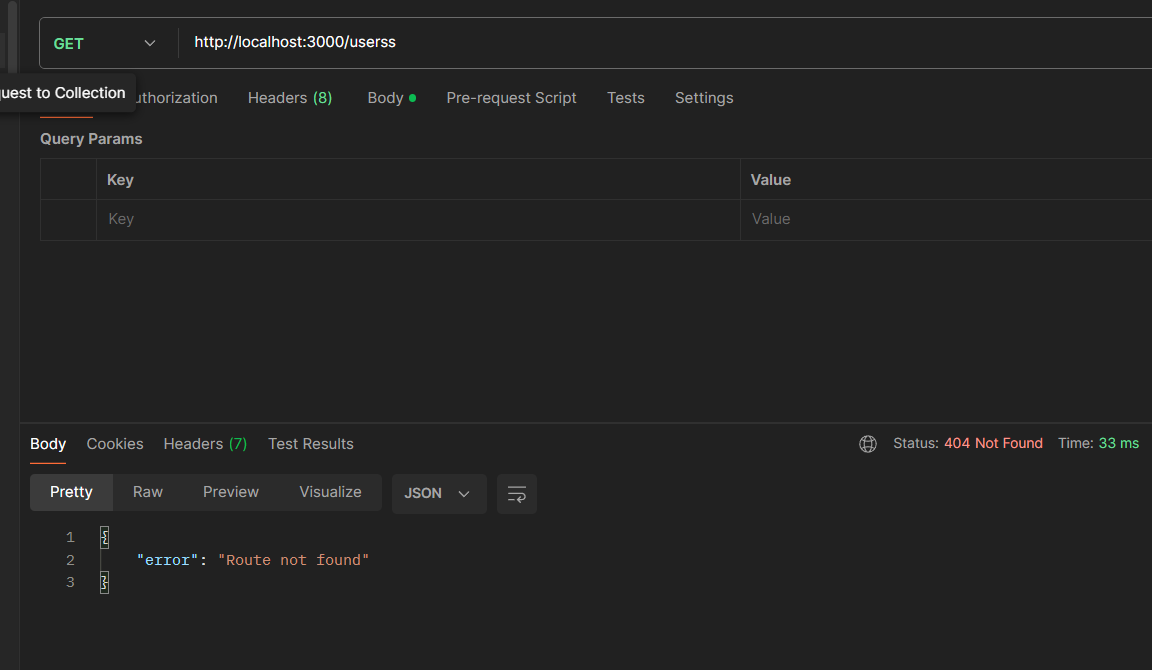 GET http://localhost:3000/userss
uest to Collection uthorization Headers (8) Body Pre-request Script Tests Settings
Query Params
Key Value
Key Value
Body Cookies Headers (7) Test Results Status: 404 Not Found Time: 33 ms
Pretty Raw Preview Visualize JSON
1 {
2 "error": "Route not found"
3 }